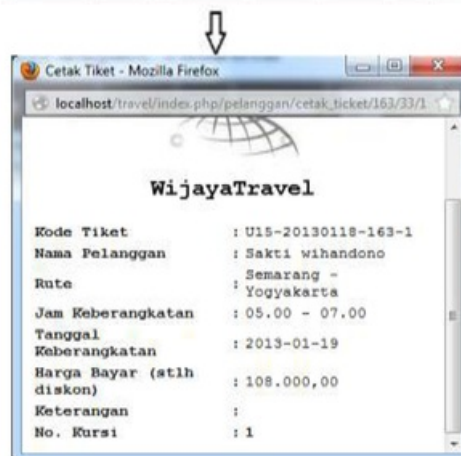 Cetak Tiket - Mozilla Firefox
localhost/travel/index.php/pelanggan/cetak_ticket/163/33/1
WijayaTravel
Kode Tiket : U15-20130118-163-1
Nama Pelanggan : Sakti wihandono
Rute : Semarang -
Yogyakarta
Jam Keberangkatan : 05.00 - 07.00
Tanggal
Keberangkatan : 2013-01-19
Harga Bayar (stlh
diskon) : 108.000,00
Keterangan :
No. Kursi : 1